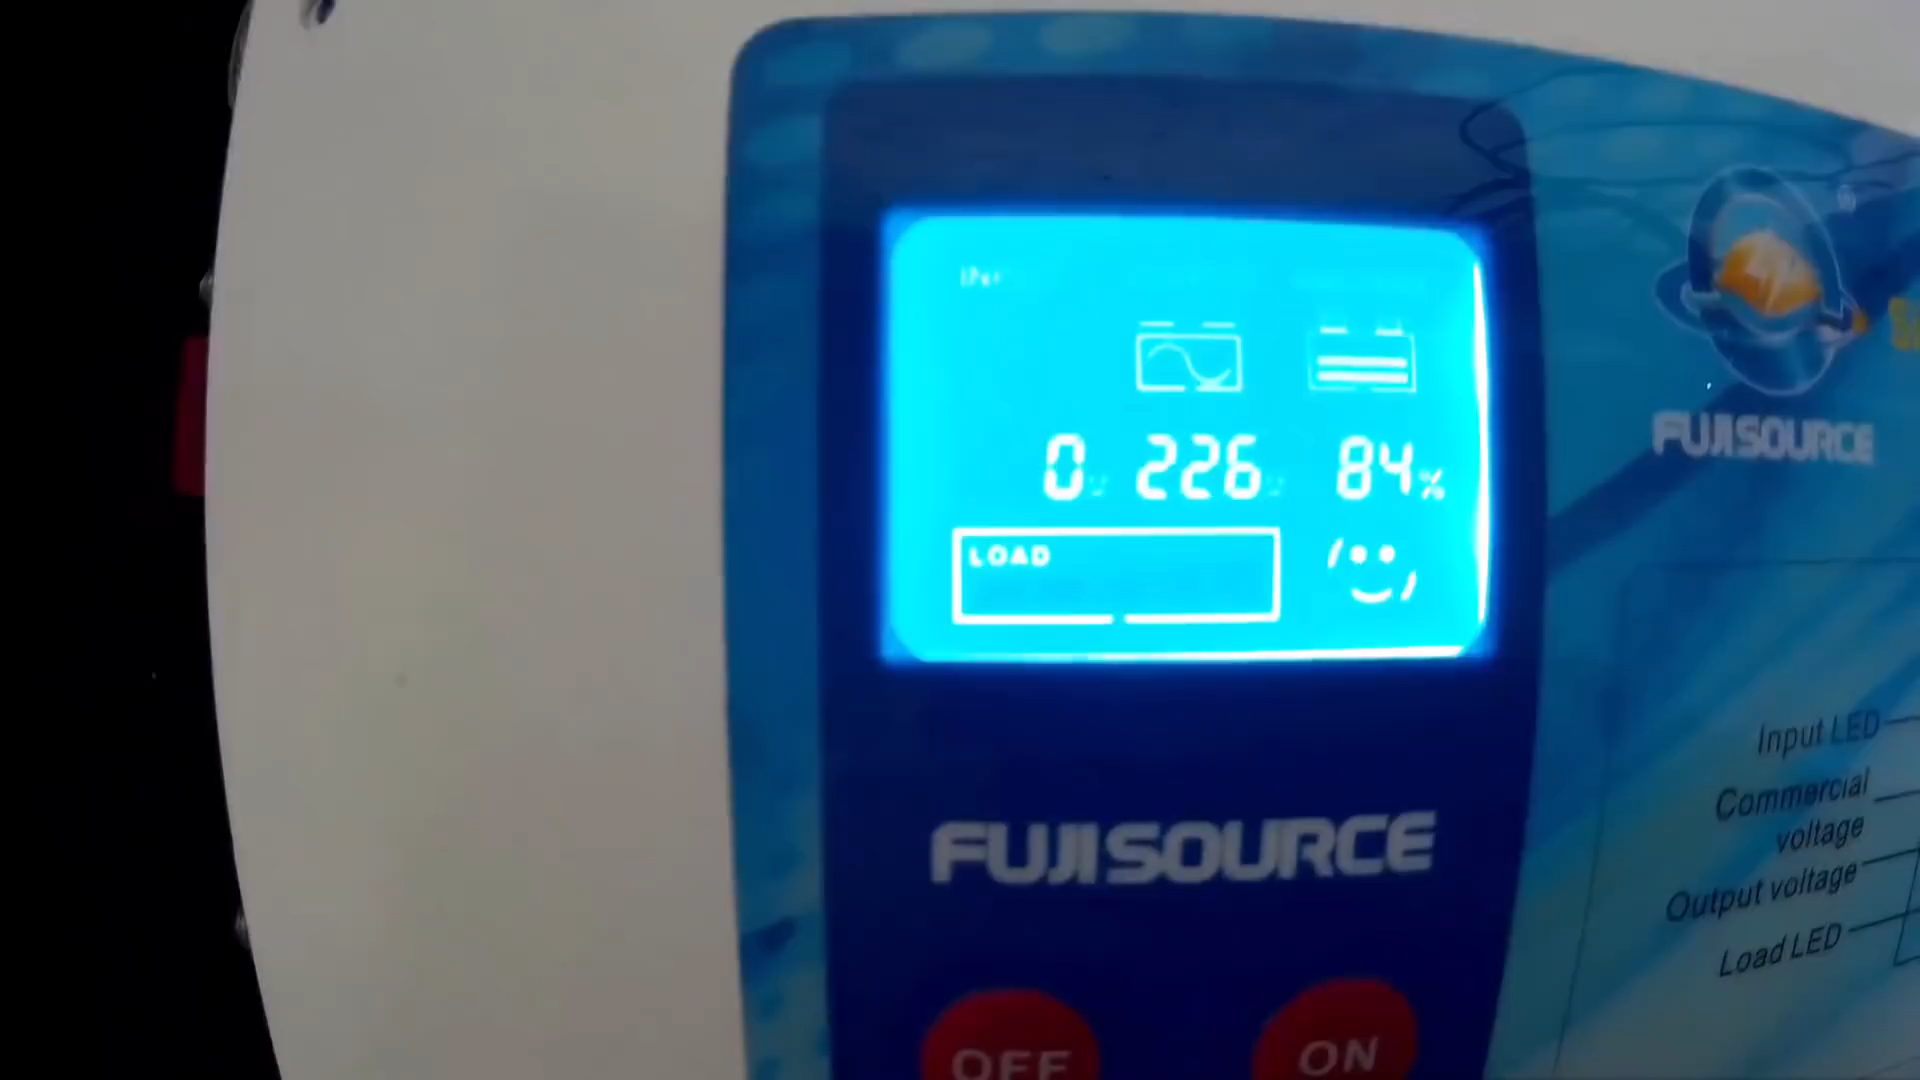 0 226 84%
LOAD
FUJISOURCE
OFF
ON
FUJISOURCE
Input LED
Commercial
voltage
Output voltage
Load LED